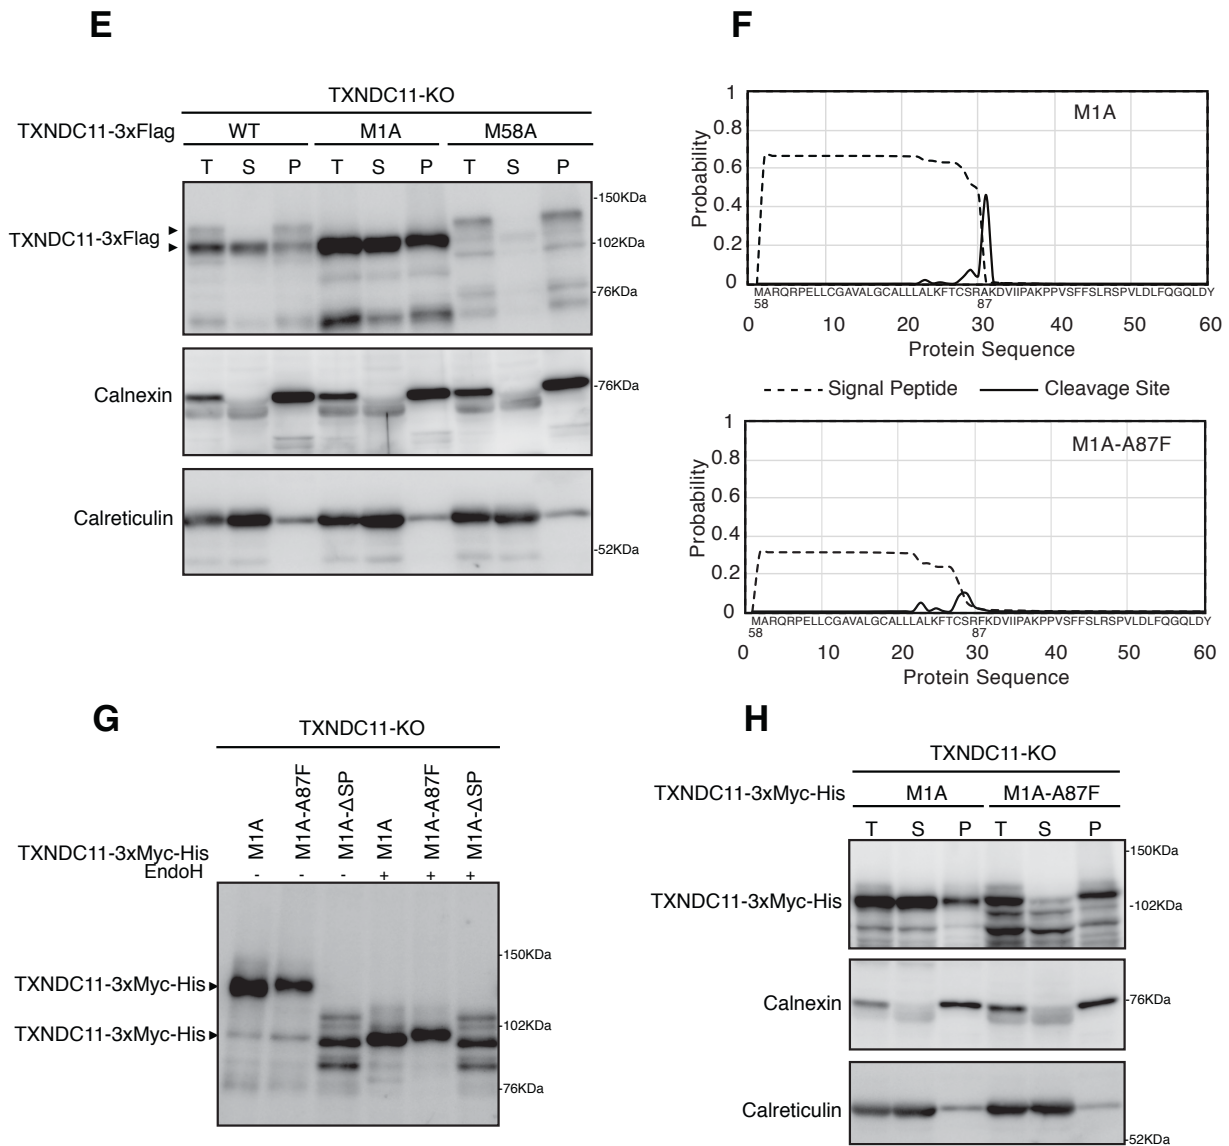 E
TXNDC11-KO
TXNDC11-3xFlag
WT
M1A
M58A
T
S
P
T
S
P
T
S
P
-150KDa
TXNDC11-3xFlag
-102KDa
-76KDa
Calnexin
-76KDa
Calreticulin
-52KDa
F
M1A
Probability
1
0.8
0.6
0.4
0.2
0
MARQRPELLCGAVALGCALLLALKFTCSRAKDVIIPAKPPVSFFSLRSPVLDLFQGQLDY
58
87
0
10
20
30
40
50
60
Protein Sequence
Signal Peptide
Cleavage Site
M1A-A87F
Probability
1
0.8
0.6
0.4
0.2
0
MARQRPELLCGAVALGCALLLALKFTCSRFKDVIIPAKPPVSFFSLRSPVLDLFQGQLDY
58
87
0
10
20
30
40
50
60
Protein Sequence
G
TXNDC11-KO
M1A
M1A-A87F
M1A-ΔSP
M1A
M1A-A87F
M1A-ΔSP
TXNDC11-3xMyc-His
EndoH
-
-
-
+
+
+
-150KDa
TXNDC11-3xMyc-His
-102KDa
TXNDC11-3xMyc-His
-76KDa
H
TXNDC11-KO
TXNDC11-3xMyc-His
M1A
M1A-A87F
T
S
P
T
S
P
-150KDa
TXNDC11-3xMyc-His
-102KDa
Calnexin
-76KDa
Calreticulin
-52KDa